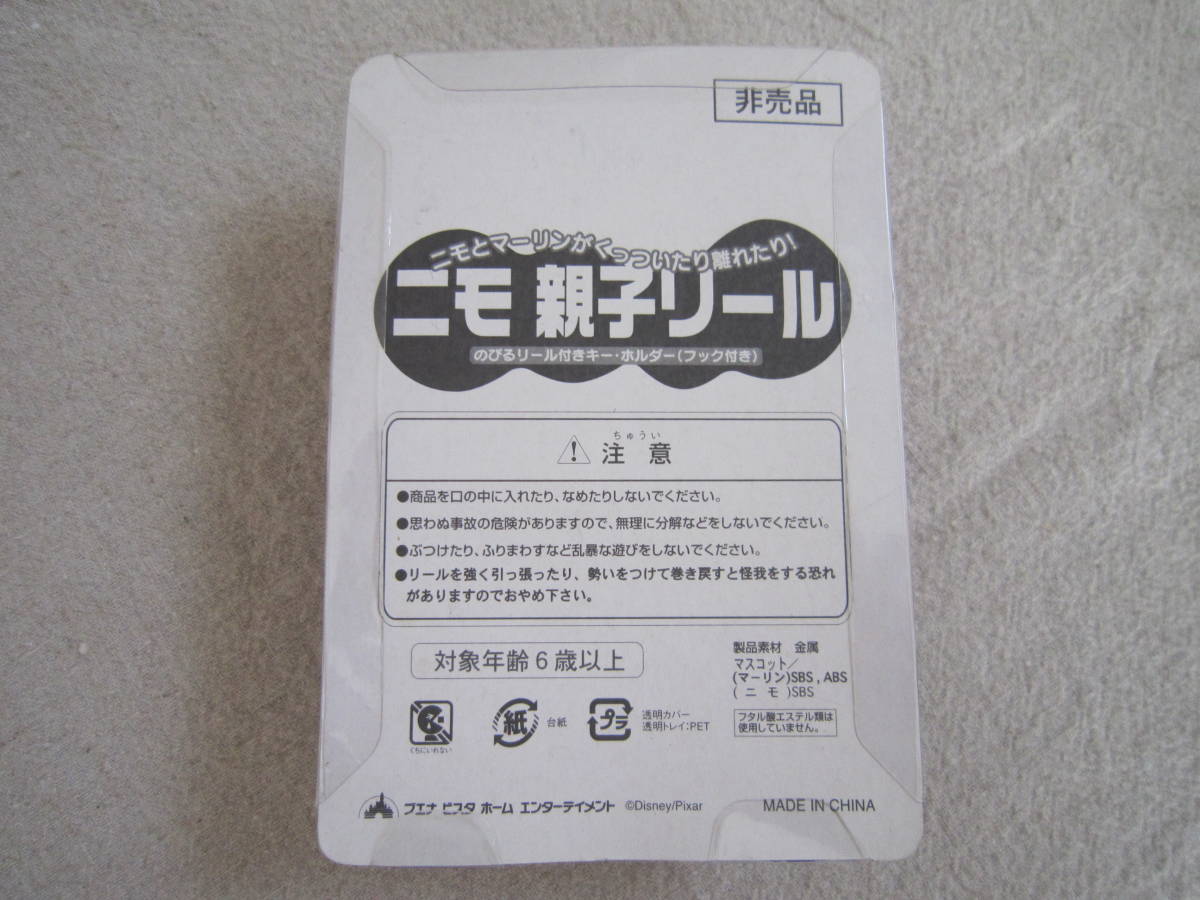 非売品
ニモとマーリンがくっついたり離れたり!
ニモ 親子リール
のびるリール付きキー・ホルダー(フック付き)
ちゅうい
注意
●商品を口の中に入れたり、なめたりしないでください。
●思わぬ事故の危険がありますので、無理に分解などをしないでください。
●ぶつけたり、ふりまわすなど乱暴な遊びをしないでください。
●リールを強く引っ張ったり、勢いをつけて巻き戻すと怪我をする恐れ
がありますのでおやめ下さい。
対象年齢6歳以上
製品素材 金属
マスコット/
(マーリン)SBS,ABS
(ニモ)SBS
フタル酸エステル類は
使用していません。
くちにいれない
紙
台紙
プラ
透明カバー
透明トレイ:PET
ブエナ ビスタ ホーム エンターテイメント ©Disney/Pixar
MADE IN CHINA